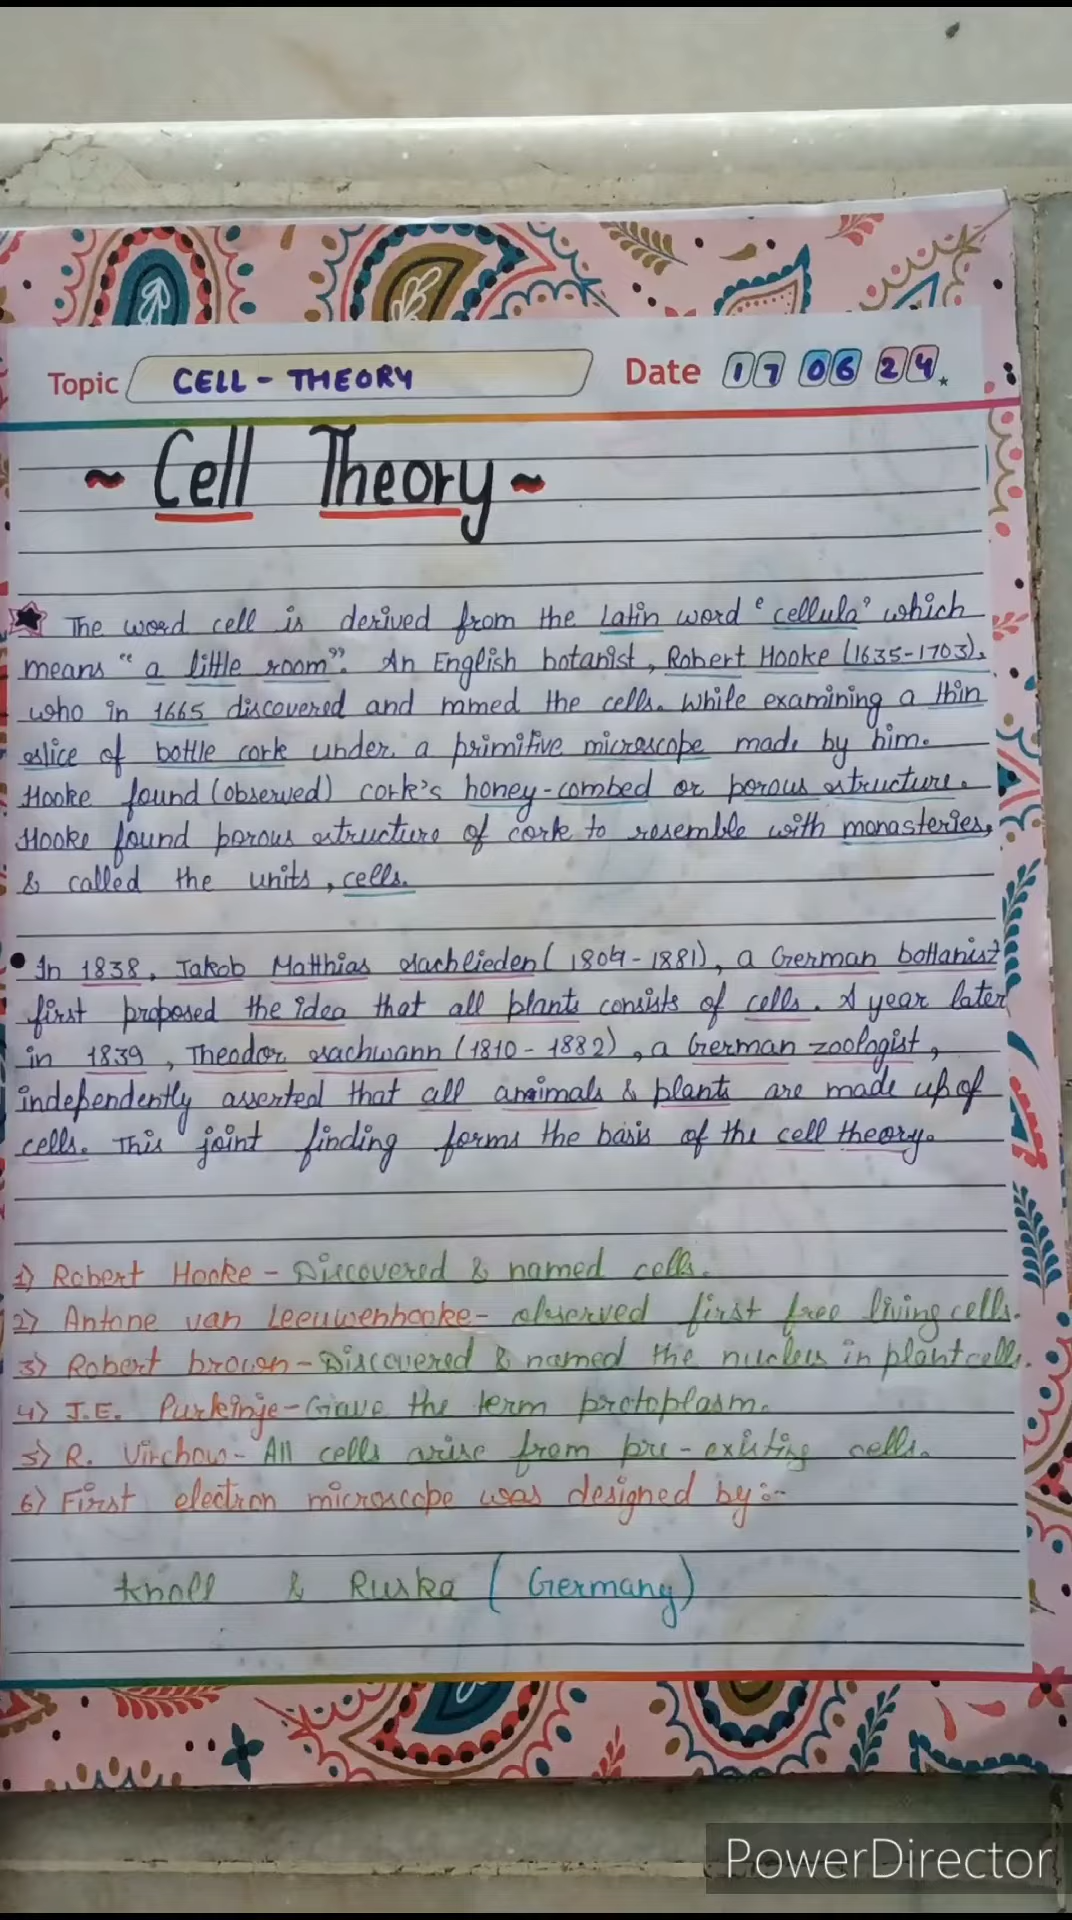 Topic CELL - THEORY Date 17 06 24
~ Cell Theory ~
The word cell is derived from the Latin word "cellula" which
means "a little room". An English botanist, Robert Hooke (1635-1703),
who in 1665 discovered and named the cells. While examining a thin
slice of bottle cork under a primitive microscope made by him.
Hooke found (observed) cork's honey-combed or porous structure.
Hooke found porous structure of cork to resemble with monasteries,
& called the units, cells.
In 1838, Jakob Matthias Sachlieden (1804-1881), a German bottanist
first proposed the idea that all plants consists of cells. A year later
in 1839, Theodor Sachwann (1810-1882), a German zoologist,
independently asserted that all animals & plants are made up of
cells. This joint finding forms the basis of the cell theory.
1) Robert Hooke - Discovered & named cells.
2) Antone van Leeuwenhooke - observed first free living cells.
3) Robert brown - Discovered & named the nucleus in plant cells.
4) J.E. Purkinje - Gave the term protoplasm.
5) R. Virchow - All cells arise from pre-existing cells.
6) First electron microscope was designed by :-
Knoll & Ruska (Germany)
PowerDirector